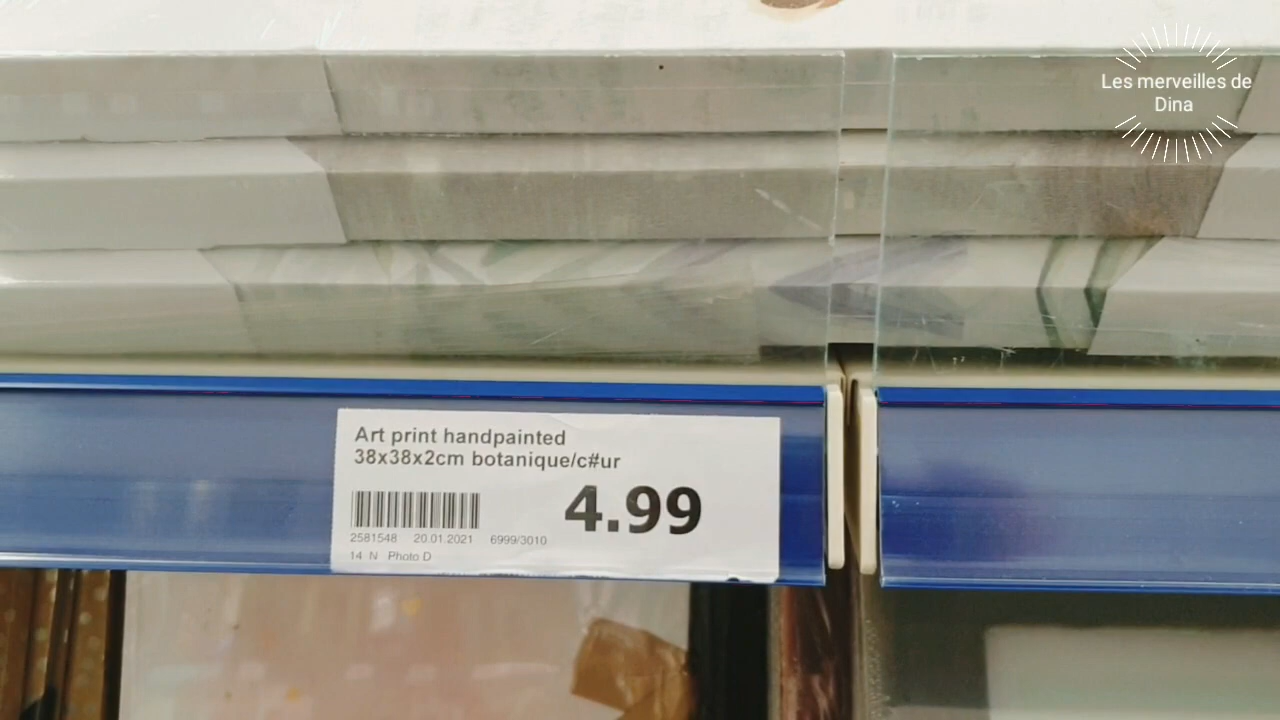 Les merveilles de
Dina
Art print handpainted
38x38x2cm botanique/c#ur
4.99
2581548 20.01.2021 6999/3010
14 N Photo D